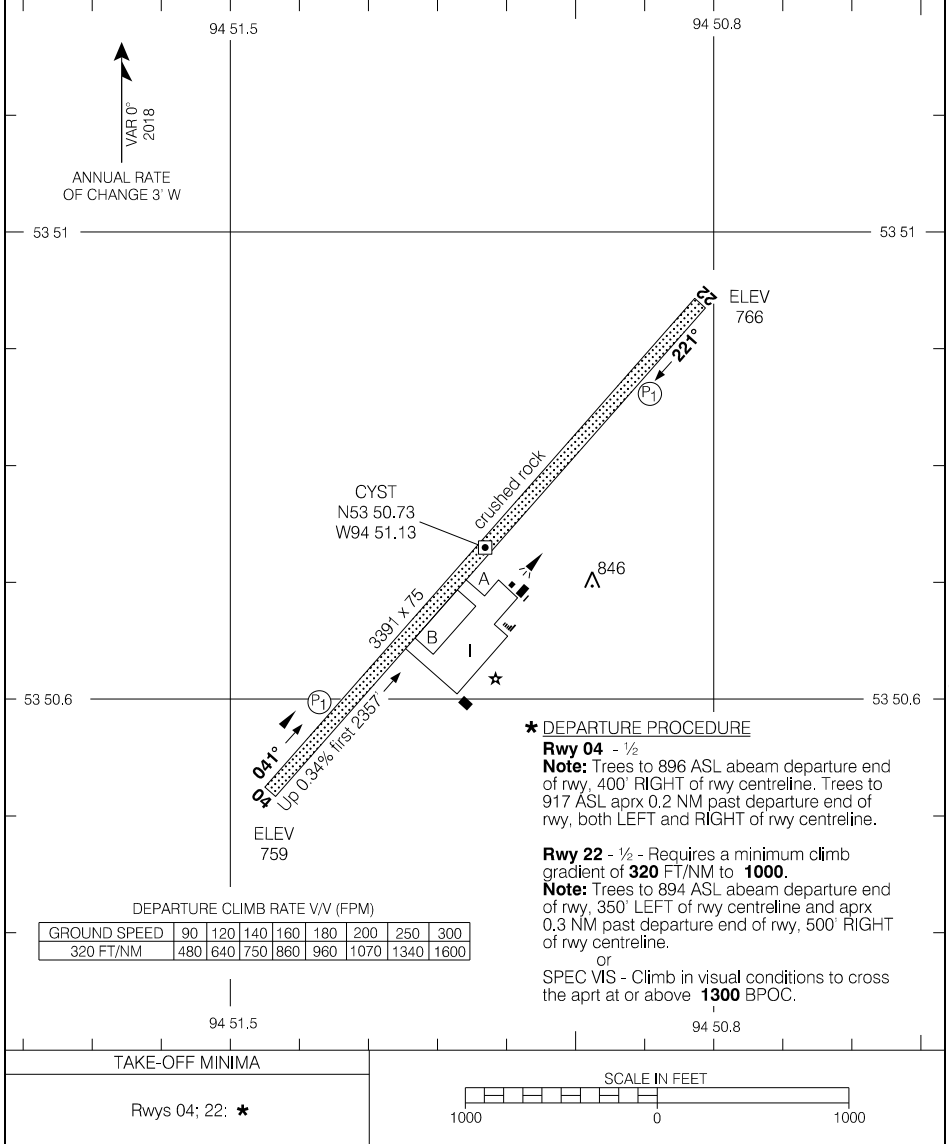 94 51.5
94 50.8
VAR 0°
2018
ANNUAL RATE
OF CHANGE 3' W
53 51
53 51
22
ELEV
766
221°
P1
crushed rock
CYST
N53 50.73
W94 51.13
846
A
3391 x 75
B
I
53 50.6
53 50.6
P1
041°
Up 0.34% first 2357'
04
ELEV
759
* DEPARTURE PROCEDURE
Rwy 04 - ½
Note: Trees to 896 ASL abeam departure end
of rwy, 400' RIGHT of rwy centreline. Trees to
917 ASL aprx 0.2 NM past departure end of
rwy, both LEFT and RIGHT of rwy centreline.
Rwy 22 - ½ - Requires a minimum climb
gradient of 320 FT/NM to 1000.
Note: Trees to 894 ASL abeam departure end
of rwy, 350' LEFT of rwy centreline and aprx
0.3 NM past departure end of rwy, 500' RIGHT
of rwy centreline.
or
SPEC VIS - Climb in visual conditions to cross
the aprt at or above 1300 BPOC.
DEPARTURE CLIMB RATE V/V (FPM)
GROUND SPEED 90 120 140 160 180 200 250 300
320 FT/NM 480 640 750 860 960 1070 1340 1600
94 51.5
94 50.8
TAKE-OFF MINIMA
Rwys 04; 22: *
SCALE IN FEET
1000 0 1000